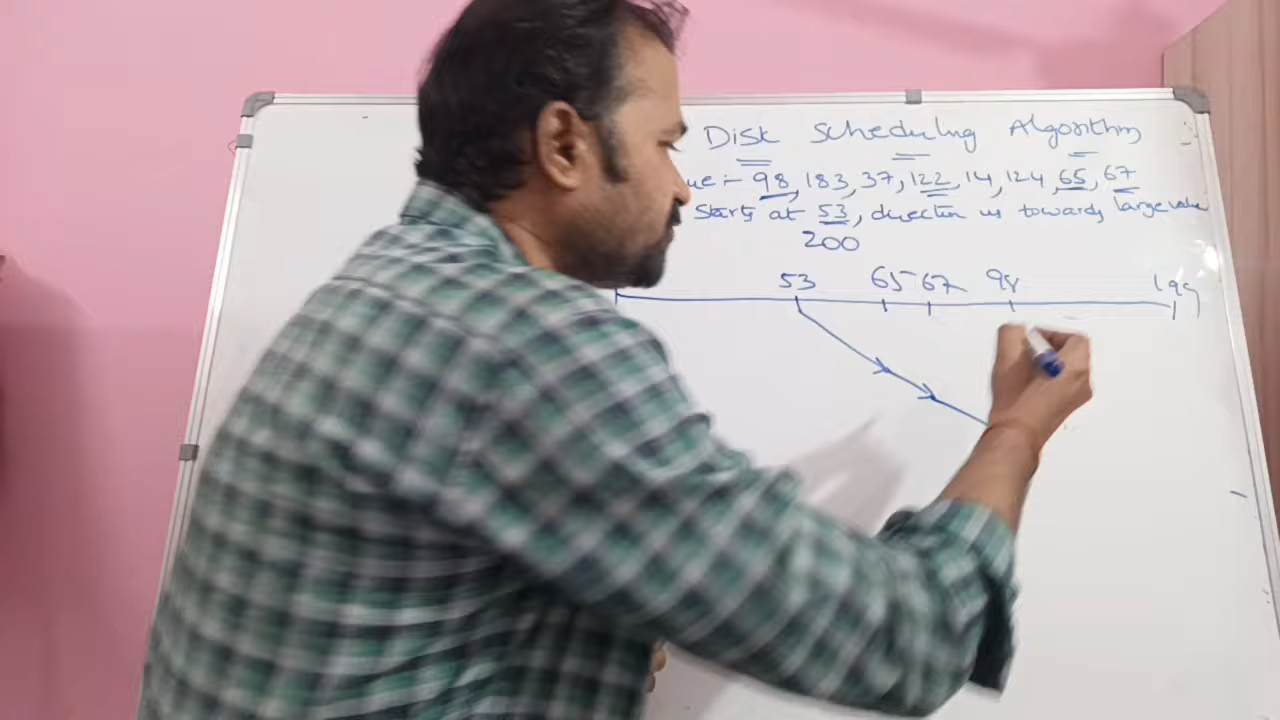 Disk Scheduling Algorithm
ue :- 98, 183, 37, 122, 14, 124, 65, 67
Starts at 53, direction is towards large value
200
53 65 67 98 199